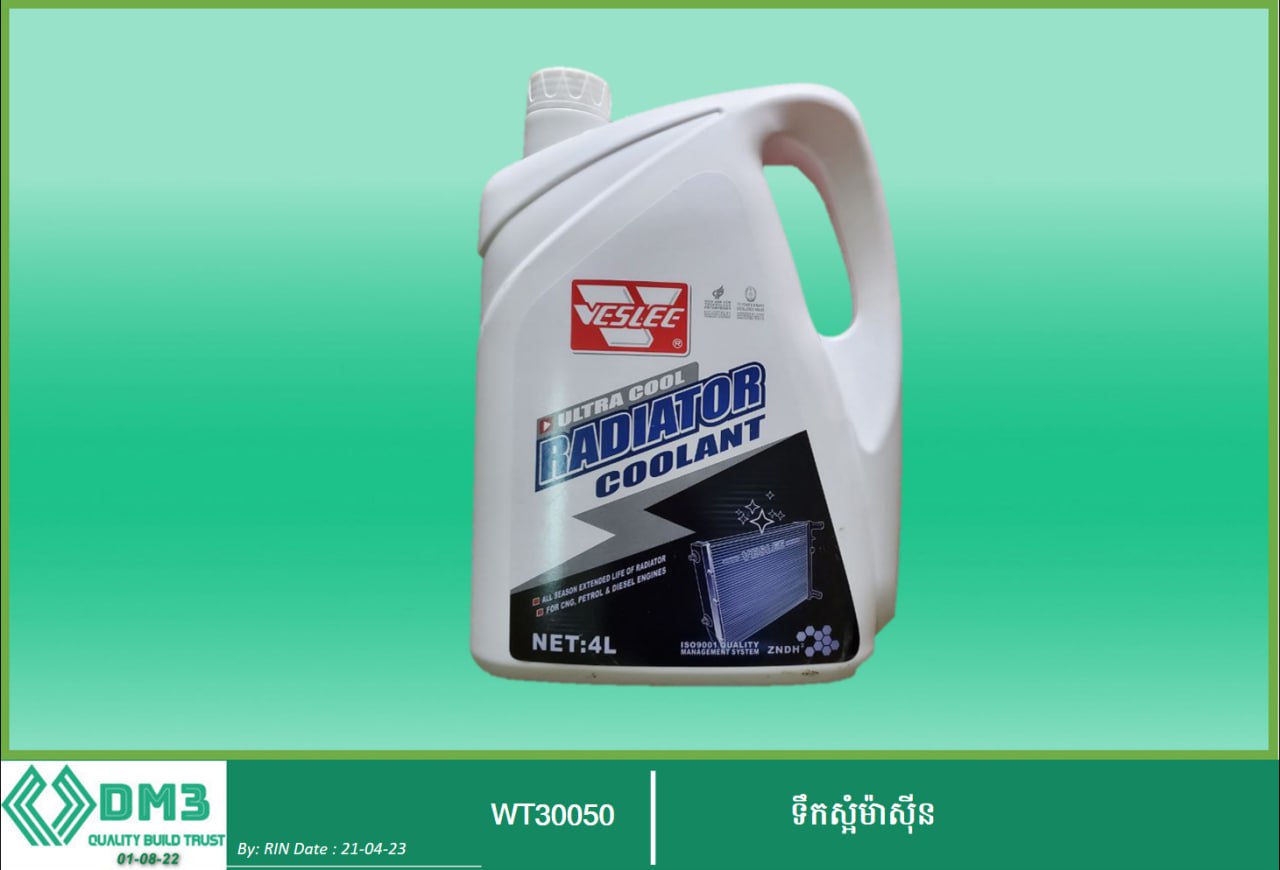 VESLEE
®
ULTRA COOL
RADIATOR
COOLANT
VESLEE
ALL SEASON EXTENDED LIFE OF RADIATOR
FOR CNG, PETROL & DIESEL ENGINES
NET:4L
ISO9001 QUALITY
MANAGEMENT SYSTEM
ZNDH
DM3
QUALITY BUILD TRUST
01-08-22
By: RIN Date : 21-04-23
WT30050
ទឹកស្អំម៉ាស៊ីន